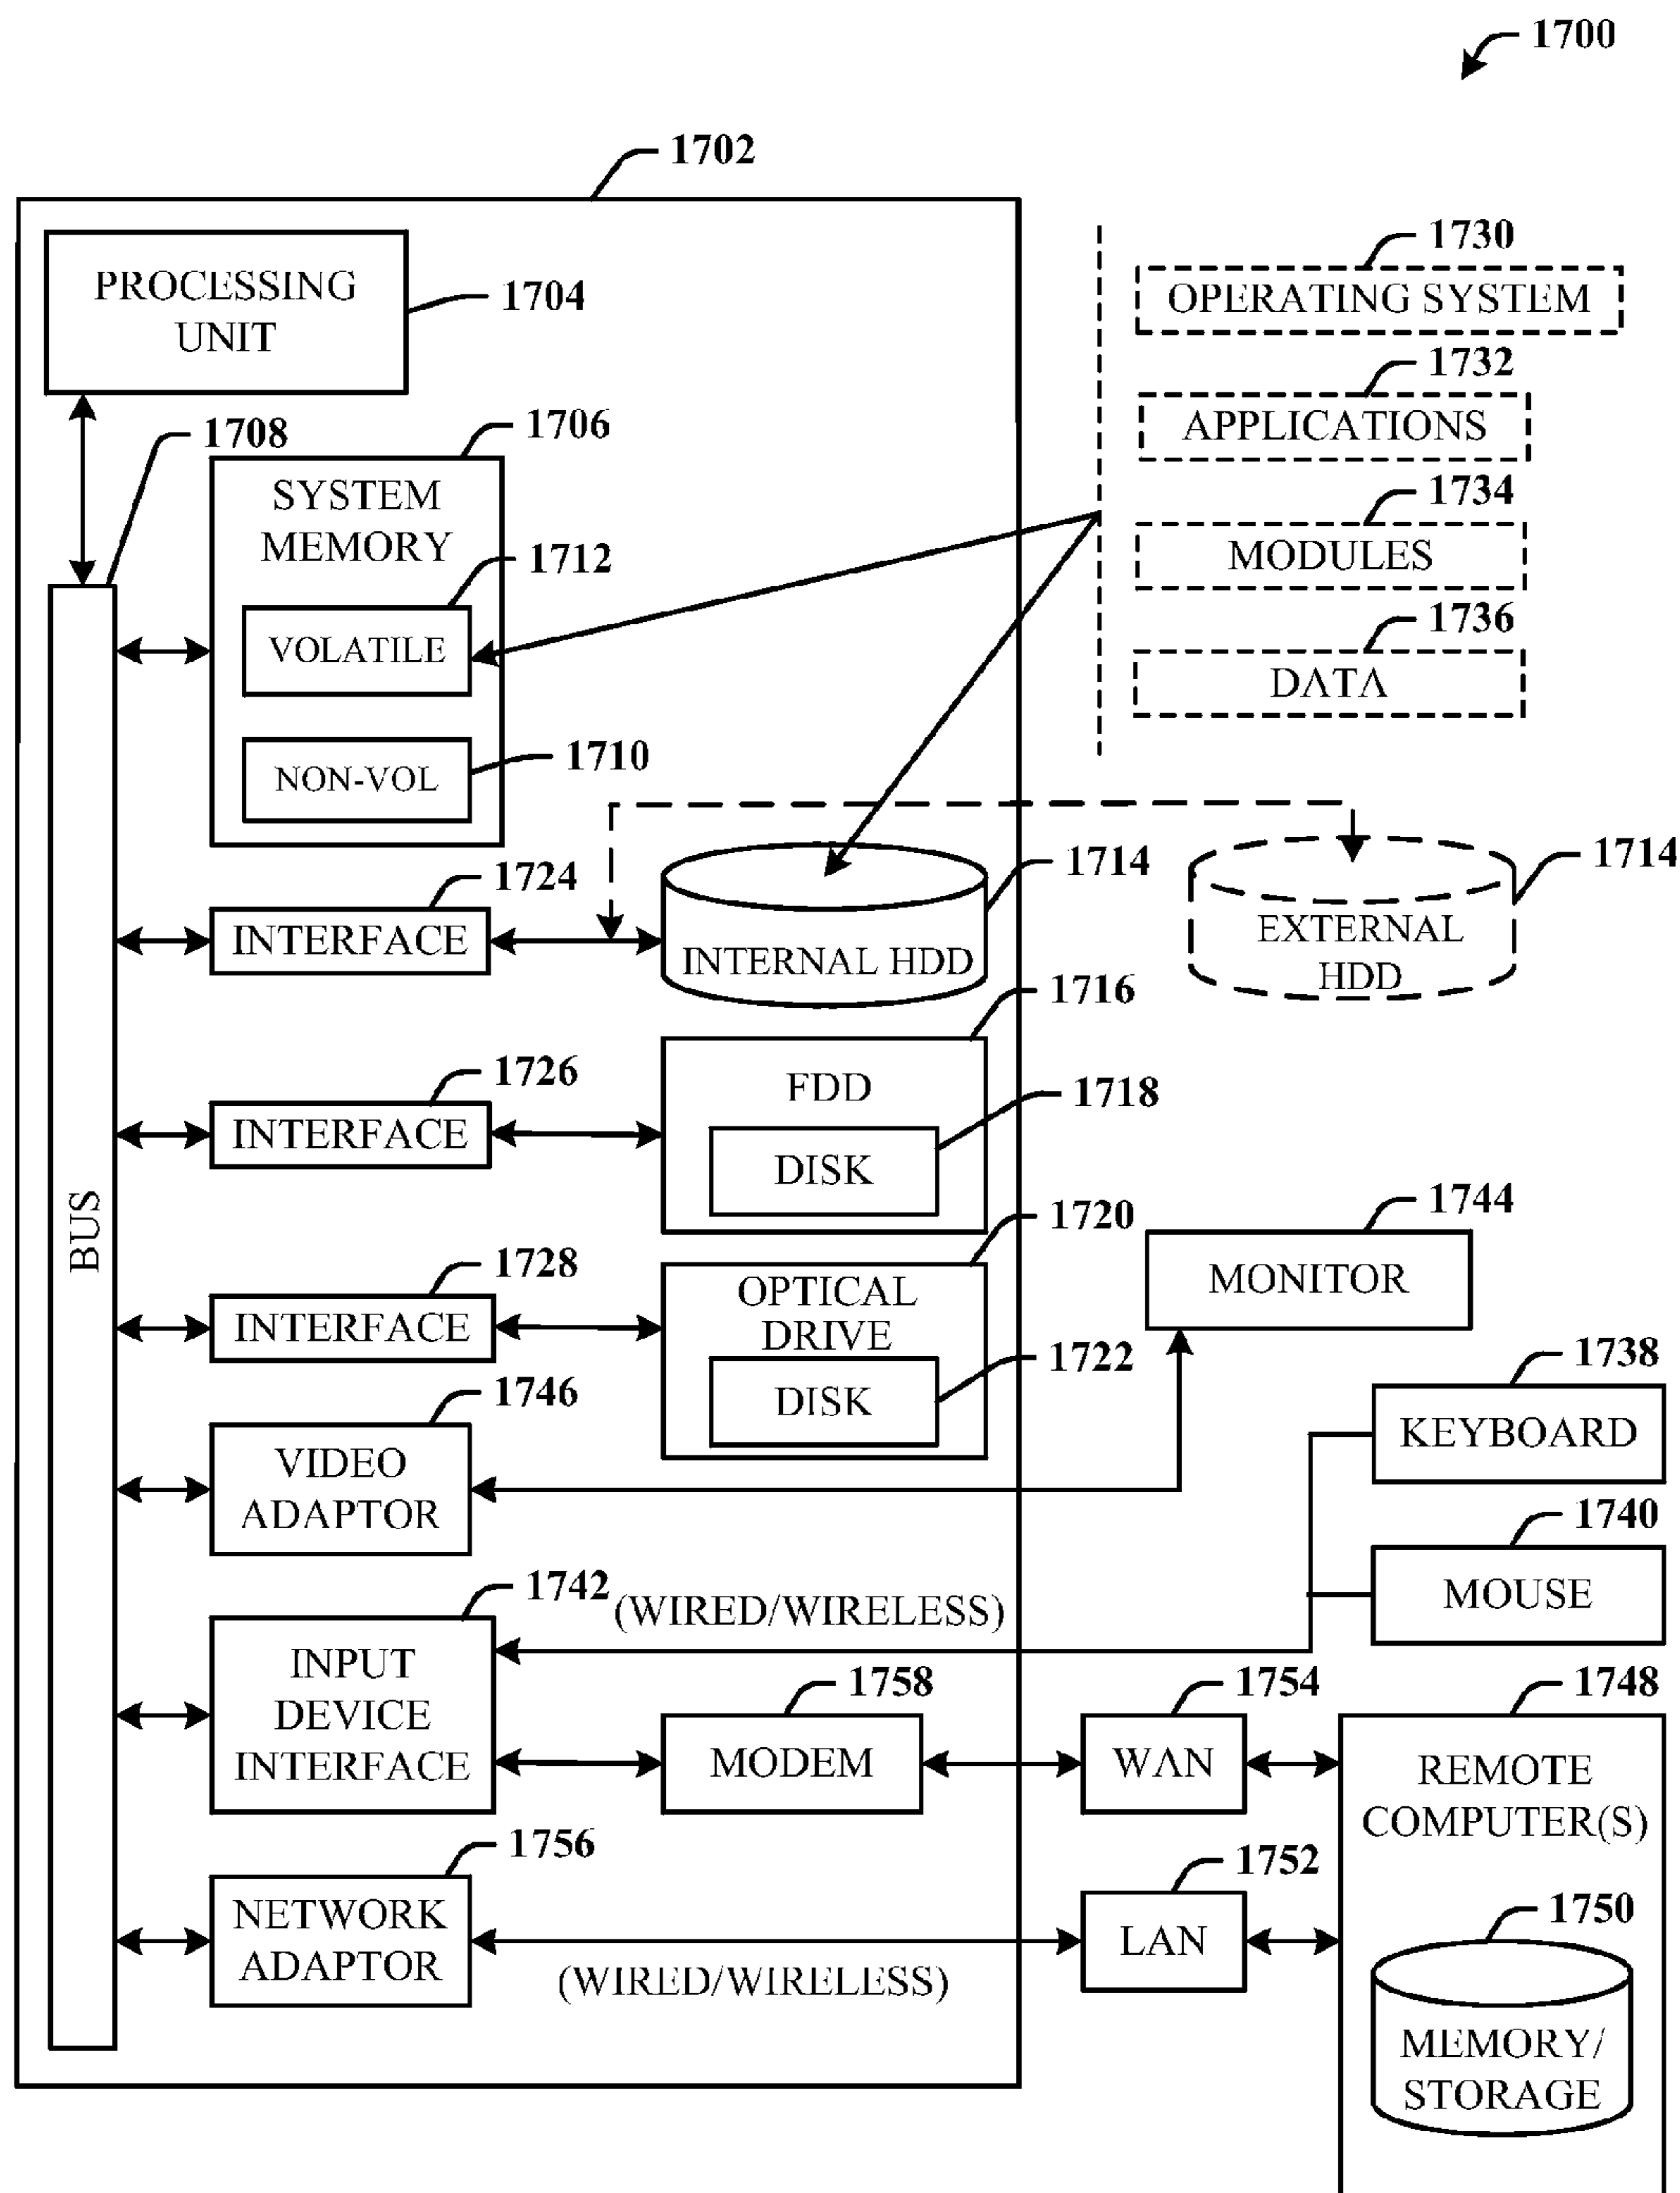 1700
1702
PROCESSING
UNIT
1704
1730
OPERATING SYSTEM
1732
APPLICATIONS
1734
MODULES
1736
DATA
1708
1706
SYSTEM
MEMORY
1712
VOLATILE
1710
NON-VOL
1724
INTERFACE
1714
INTERNAL HDD
1714
EXTERNAL
HDD
1716
FDD
1726
INTERFACE
1718
DISK
BUS
1720
OPTICAL
DRIVE
1728
INTERFACE
1722
DISK
1744
MONITOR
1746
VIDEO
ADAPTOR
1738
KEYBOARD
1740
MOUSE
1742
(WIRED/WIRELESS)
INPUT
DEVICE
INTERFACE
1758
MODEM
1754
WAN
1748
REMOTE
COMPUTER(S)
1756
NETWORK
ADAPTOR
(WIRED/WIRELESS)
1752
LAN
1750
MEMORY/
STORAGE